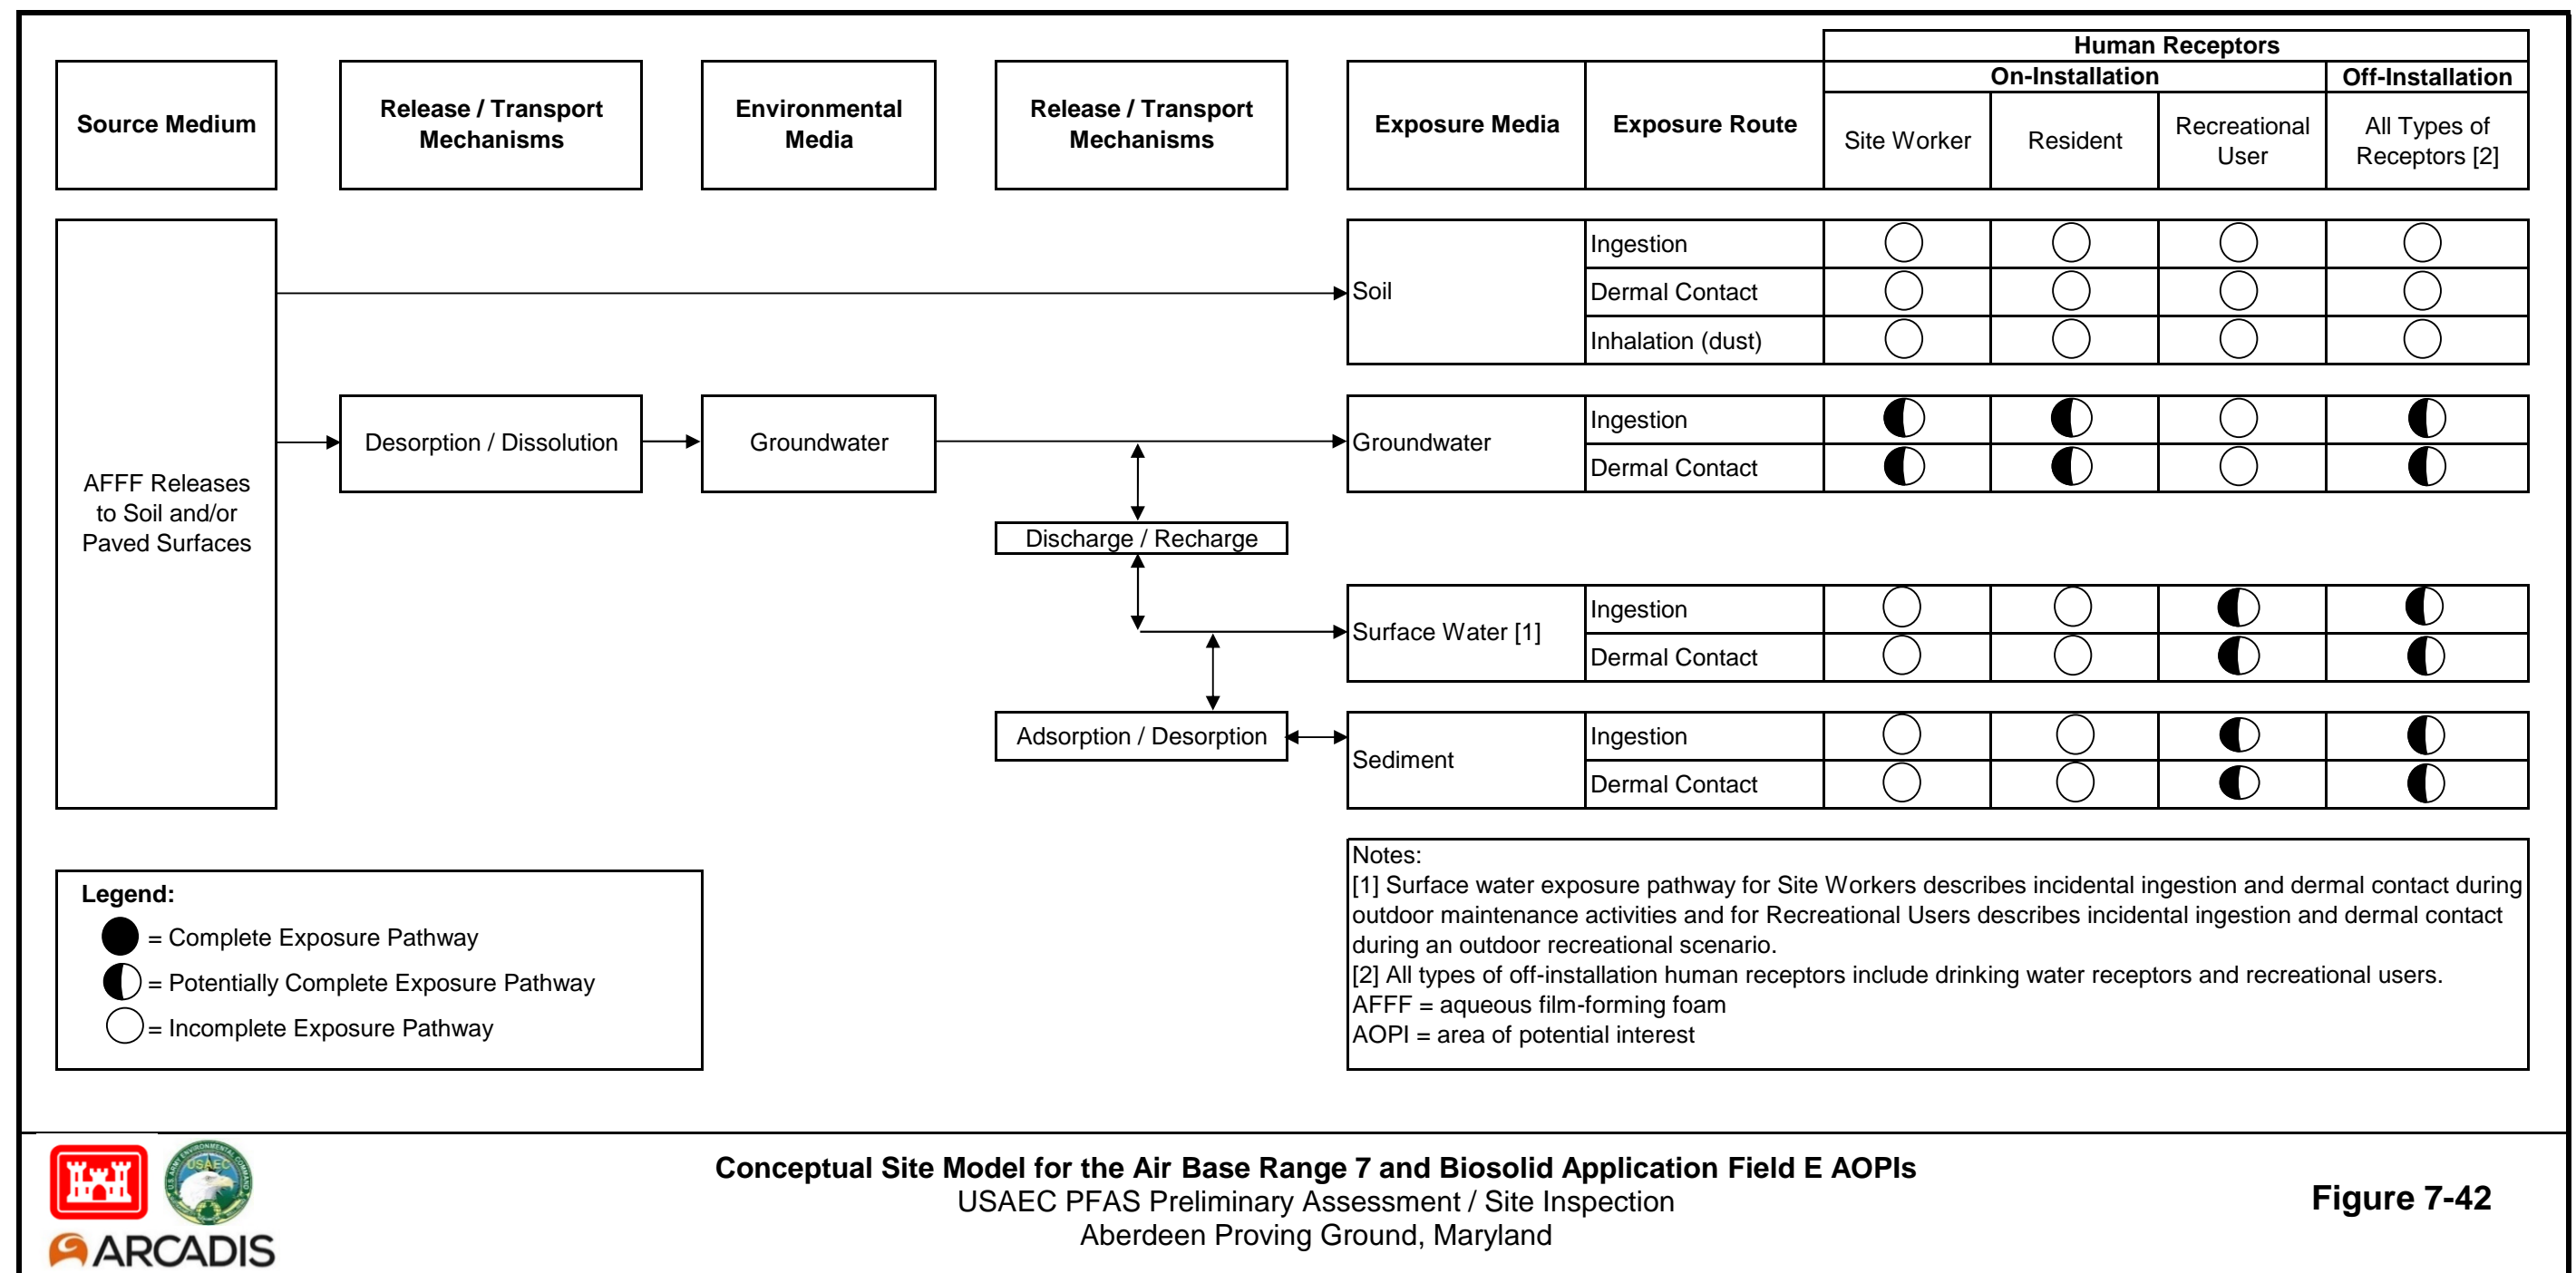 Human Receptors
On-Installation
Off-Installation
Source Medium
Release / Transport
Mechanisms
Environmental
Media
Release / Transport
Mechanisms
Exposure Media
Exposure Route
Site Worker
Resident
Recreational
User
All Types of
Receptors [2]
AFFF Releases
to Soil and/or
Paved Surfaces
Soil
Ingestion
Dermal Contact
Inhalation (dust)
Desorption / Dissolution
Groundwater
Groundwater
Ingestion
Dermal Contact
Discharge / Recharge
Surface Water [1]
Ingestion
Dermal Contact
Adsorption / Desorption
Sediment
Ingestion
Dermal Contact
Legend:
= Complete Exposure Pathway
= Potentially Complete Exposure Pathway
= Incomplete Exposure Pathway
Notes:
[1] Surface water exposure pathway for Site Workers describes incidental ingestion and dermal contact during
outdoor maintenance activities and for Recreational Users describes incidental ingestion and dermal contact
during an outdoor recreational scenario.
[2] All types of off-installation human receptors include drinking water receptors and recreational users.
AFFF = aqueous film-forming foam
AOPI = area of potential interest
U.S. ARMY ENVIRONMENTAL COMMAND
USAEC
ARCADIS
Conceptual Site Model for the Air Base Range 7 and Biosolid Application Field E AOPIs
USAEC PFAS Preliminary Assessment / Site Inspection
Aberdeen Proving Ground, Maryland
Figure 7-42